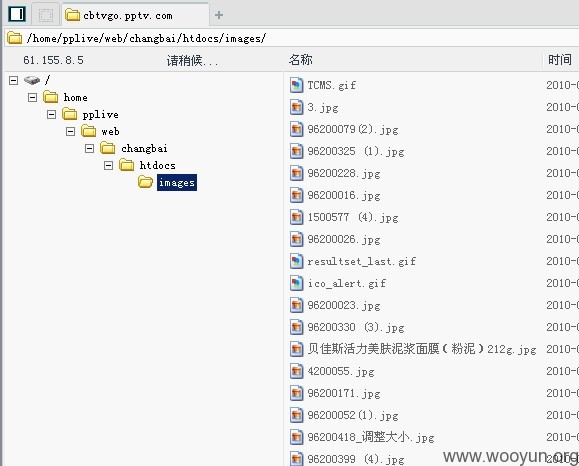 cbtvgo.pptv.com
/home/pplive/web/changbai/htdocs/images/
61.155.8.5 请稍候... 名称 时间
/
home
pplive
web
changbai
htdocs
images
TCMS.gif 2010-0
3.jpg 2010-0
96200079(2).jpg 2010-0
96200325 (1).jpg 2010-0
96200228.jpg 2010-0
96200016.jpg 2010-0
1500577 (4).jpg 2010-0
96200026.jpg 2010-0
resultset_last.gif 2010-0
ico_alert.gif 2010-0
96200023.jpg 2010-0
96200330 (3).jpg 2010-0
贝佳斯活力美肤泥浆面膜(粉泥)212g.jpg 2010-0
4200055.jpg 2010-0
96200171.jpg 2010-0
96200052(1).jpg 2010-0
96200418_调整大小.jpg 2010-0
96200399 (4).jpg 2010-0
www.wooyun.org